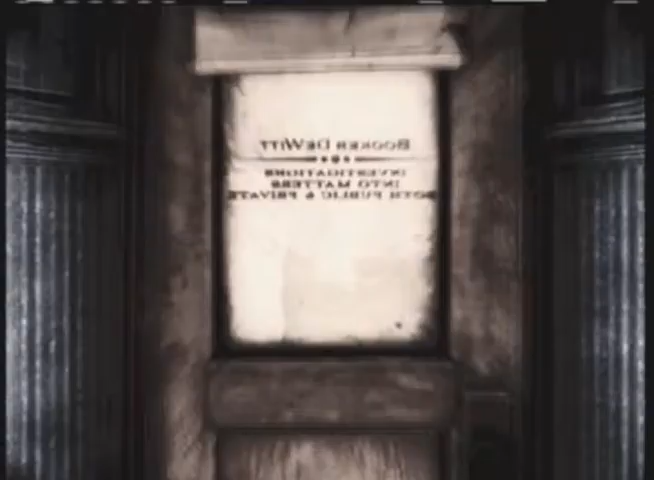 BOOKER DEWITT
INVESTIGATIONS
INTO MATTERS
BOTH PUBLIC & PRIVATE